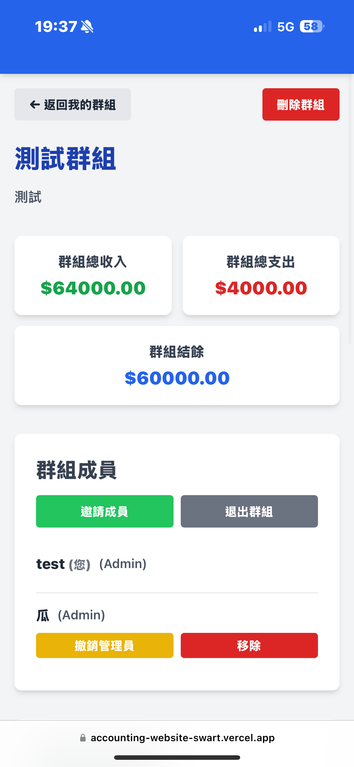 19:37 5G 58
← 返回我的群組 刪除群組
測試群組
測試
群組總收入 群組總支出
$64000.00 $4000.00
群組結餘
$60000.00
群組成員
邀請成員 退出群組
test (您) (Admin)
瓜 (Admin)
撤銷管理員 移除
accounting-website-swart.vercel.app